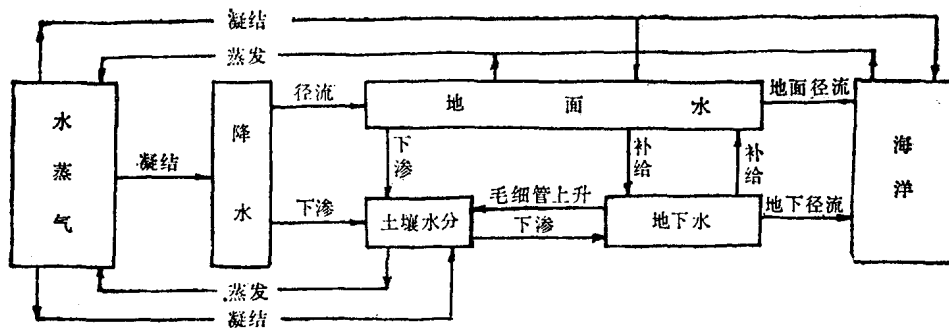 凝结
蒸发
水蒸气
凝结
降水
径流
下渗
地面水
下渗
补给
补给
地面径流
土壤水分
毛细管上升
下渗
地下水
地下径流
海洋
蒸发
凝结